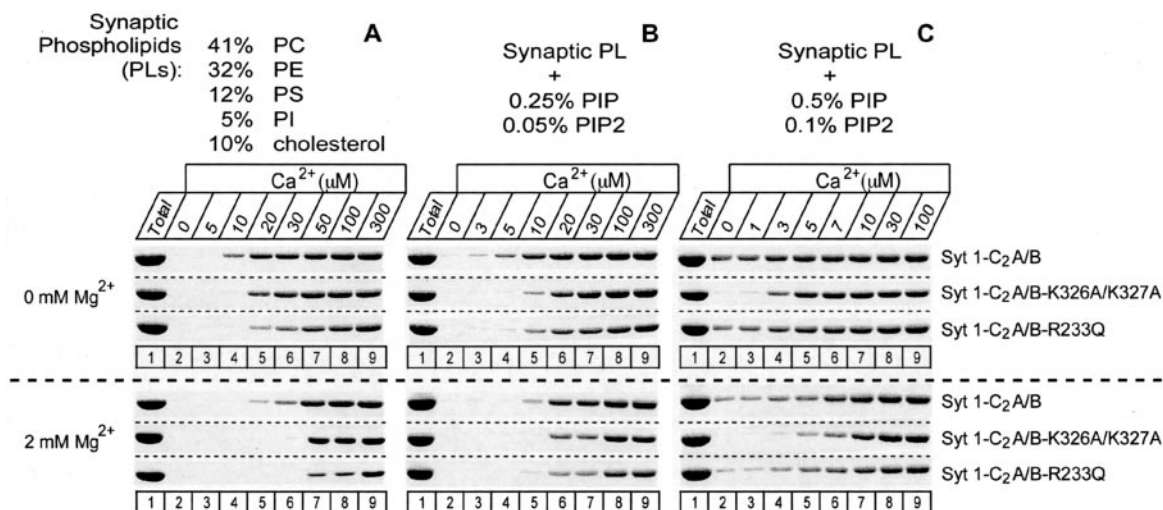 Synaptic
Phospholipids
(PLs):
41% PC
32% PE
12% PS
5% PI
10% cholesterol
A
Synaptic PL
+
0.25% PIP
0.05% PIP2
B
Synaptic PL
+
0.5% PIP
0.1% PIP2
C
Ca2+(μM)
Total 0 5 10 20 30 50 100 300
Ca2+(μM)
Total 0 3 5 10 20 30 100 300
Ca2+(μM)
Total 0 1 3 5 7 10 30 100
0 mM Mg2+
Syt 1-C2A/B
Syt 1-C2A/B-K326A/K327A
Syt 1-C2A/B-R233Q
1 2 3 4 5 6 7 8 9
1 2 3 4 5 6 7 8 9
1 2 3 4 5 6 7 8 9
2 mM Mg2+
Syt 1-C2A/B
Syt 1-C2A/B-K326A/K327A
Syt 1-C2A/B-R233Q
1 2 3 4 5 6 7 8 9
1 2 3 4 5 6 7 8 9
1 2 3 4 5 6 7 8 9